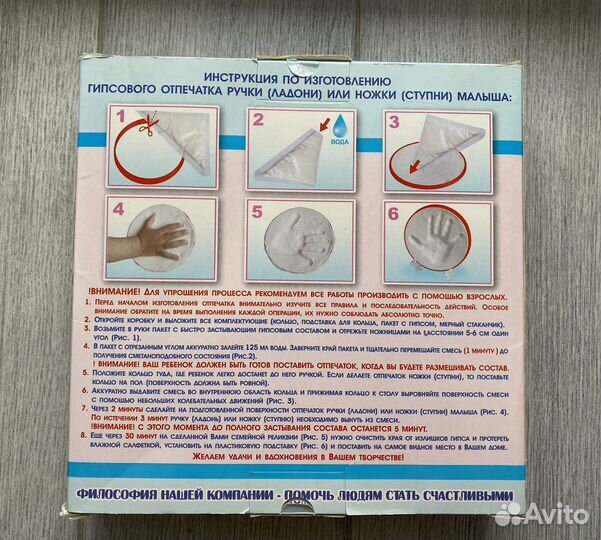 ИНСТРУКЦИЯ ПО ИЗГОТОВЛЕНИЮ
ГИПСОВОГО ОТПЕЧАТКА РУЧКИ (ЛАДОНИ) ИЛИ НОЖКИ (СТУПНИ) МАЛЫША:
1
2
ВОДА
3
4
5
6
!ВНИМАНИЕ! ДЛЯ УПРОШЕНИЯ ПРОЦЕССА РЕКОМЕНДУЕМ ВСЕ РАБОТЫ ПРОИЗВОДИТЬ С ПОМОЩЬЮ ВЗРОСЛЫХ.
1. ПЕРЕД НАЧАЛОМ ИЗГОТОВЛЕНИЯ ОТПЕЧАТКА ВНИМАТЕЛЬНО ИЗУЧИТЕ ВСЕ ПРАВИЛА И ПОСЛЕДОВАТЕЛЬНОСТЬ ДЕЙСТВИЙ. ОСОБОЕ
ВНИМАНИЕ ОБРАТИТЕ НА ВРЕМЯ ВЫПОЛНЕНИЯ КАЖДОЙ ОПЕРАЦИИ, ИХ НУЖНО СОБЛЮДАТЬ АБСОЛЮТНО ТОЧНО.
2. ОТКРОЙТЕ КОРОБКУ И ВЫЛОЖИТЕ ВСЕ КОМПЛЕКТУЮЩИЕ (КОЛЬЦО, ПОДСТАВКА ДЛЯ КОЛЬЦА, ПАКЕТ С ГИПСОМ, МЕРНЫЙ СТАКАНЧИК).
3. ВОЗЬМИТЕ В РУКИ ПАКЕТ С БЫСТРО ЗАСТЫВАЮЩИМ ГИПСОВЫМ СОСТАВОМ И ОТРЕЖЬТЕ НОЖНИЦАМИ НА РАССТОЯНИИ 5-6 СМ ОДИН
УГОЛ (РИС. 1).
4. В ПАКЕТ С ОТРЕЗАННЫМ УГЛОМ АККУРАТНО ЗАЛЕЙТЕ 125 МЛ ВОДЫ. ЗАВЕРНИТЕ КРАЙ ПАКЕТА И ТЩАТЕЛЬНО ПЕРЕМЕШАЙТЕ СМЕСЬ (1 МИНУТУ ) ДО
ПОЛУЧЕНИЯ СМЕТАНОПОДОБНОГО СОСТОЯНИЯ (РИС.2).
! ВНИМАНИЕ! ВАШ РЕБЕНОК ДОЛЖЕН БЫТЬ ГОТОВ ПОСТАВИТЬ ОТПЕЧАТОК, КОГДА ВЫ БУДЕТЕ РАЗМЕШИВАТЬ СОСТАВ.
5. ПОЛОЖИТЕ КОЛЬЦО ТУДА, ГДЕ РЕБЕНОК ЛЕГКО ДОСТАНЕТ ДО НЕГО РУЧКОЙ. ЕСЛИ ДЕЛАЕТЕ ОТПЕЧАТОК НОЖКИ (СТУПНИ), ТО ПОСТАВЬТЕ
КОЛЬЦО НА ПОЛ (ПОВЕРХНОСТЬ ДОЛЖНА БЫТЬ РОВНОЙ).
6. АККУРАТНО ВЫДАВИТЕ СМЕСЬ ВО ВНУТРЕННЮЮ ОБЛАСТЬ КОЛЬЦА И ПРИЖИМАЯ КОЛЬЦО К СТОЛУ ВЫРОВНЯЙТЕ ПОВЕРХНОСТЬ СМЕСИ
С ПОМОЩЬЮ НЕБОЛЬШИХ КОЛЕБАТЕЛЬНЫХ ДВИЖЕНИЙ (РИС. 3).
7. ЧЕРЕЗ 2 МИНУТЫ СДЕЛАЙТЕ НА ПОДГОТОВЛЕННОЙ ПОВЕРХНОСТИ ОТПЕЧАТОК РУЧКИ (ЛАДОНИ) ИЛИ НОЖКИ (СТУПНИ) МАЛЫША (РИС. 4).
ПО ИСТЕЧЕНИИ 3 МИНУТ РУЧКУ (ЛАДОНЬ) ИЛИ НОЖКУ (СТУПНЮ) НЕОБХОДИМО ВЫНУТЬ ИЗ СМЕСИ.
!ВНИМАНИЕ! С ЭТОГО МОМЕНТА ДО ПОЛНОГО ЗАСТЫВАНИЯ СОСТАВА ОСТАНЕТСЯ 5 МИНУТ.
8. ЕЩЕ ЧЕРЕЗ 30 МИНУТ НА СДЕЛАННОЙ ВАМИ СЕМЕЙНОЙ РЕЛИКВИИ (РИС. 5) НУЖНО ОЧИСТИТЬ КРАЯ ОТ ИЗЛИШКОВ ГИПСА И ПРОТЕРЕТЬ
ВЛАЖНОЙ САЛФЕТКОЙ, УСТАНОВИТЬ НА ПЛАСТИКОВУЮ ПОДСТАВКУ (РИС. 6) И ПОСТАВИТЬ НА САМОЕ ВИДНОЕ МЕСТО В ВАШЕМ ДОМЕ.
ЖЕЛАЕМ УДАЧИ И ВДОХНОВЕНИЯ В ВАШЕМ ТВОРЧЕСТВЕ!
ФИЛОСОФИЯ НАШЕЙ КОМПАНИИ - ПОМОЧЬ ЛЮДЯМ СТАТЬ СЧАСТЛИВЫМИ
Avito